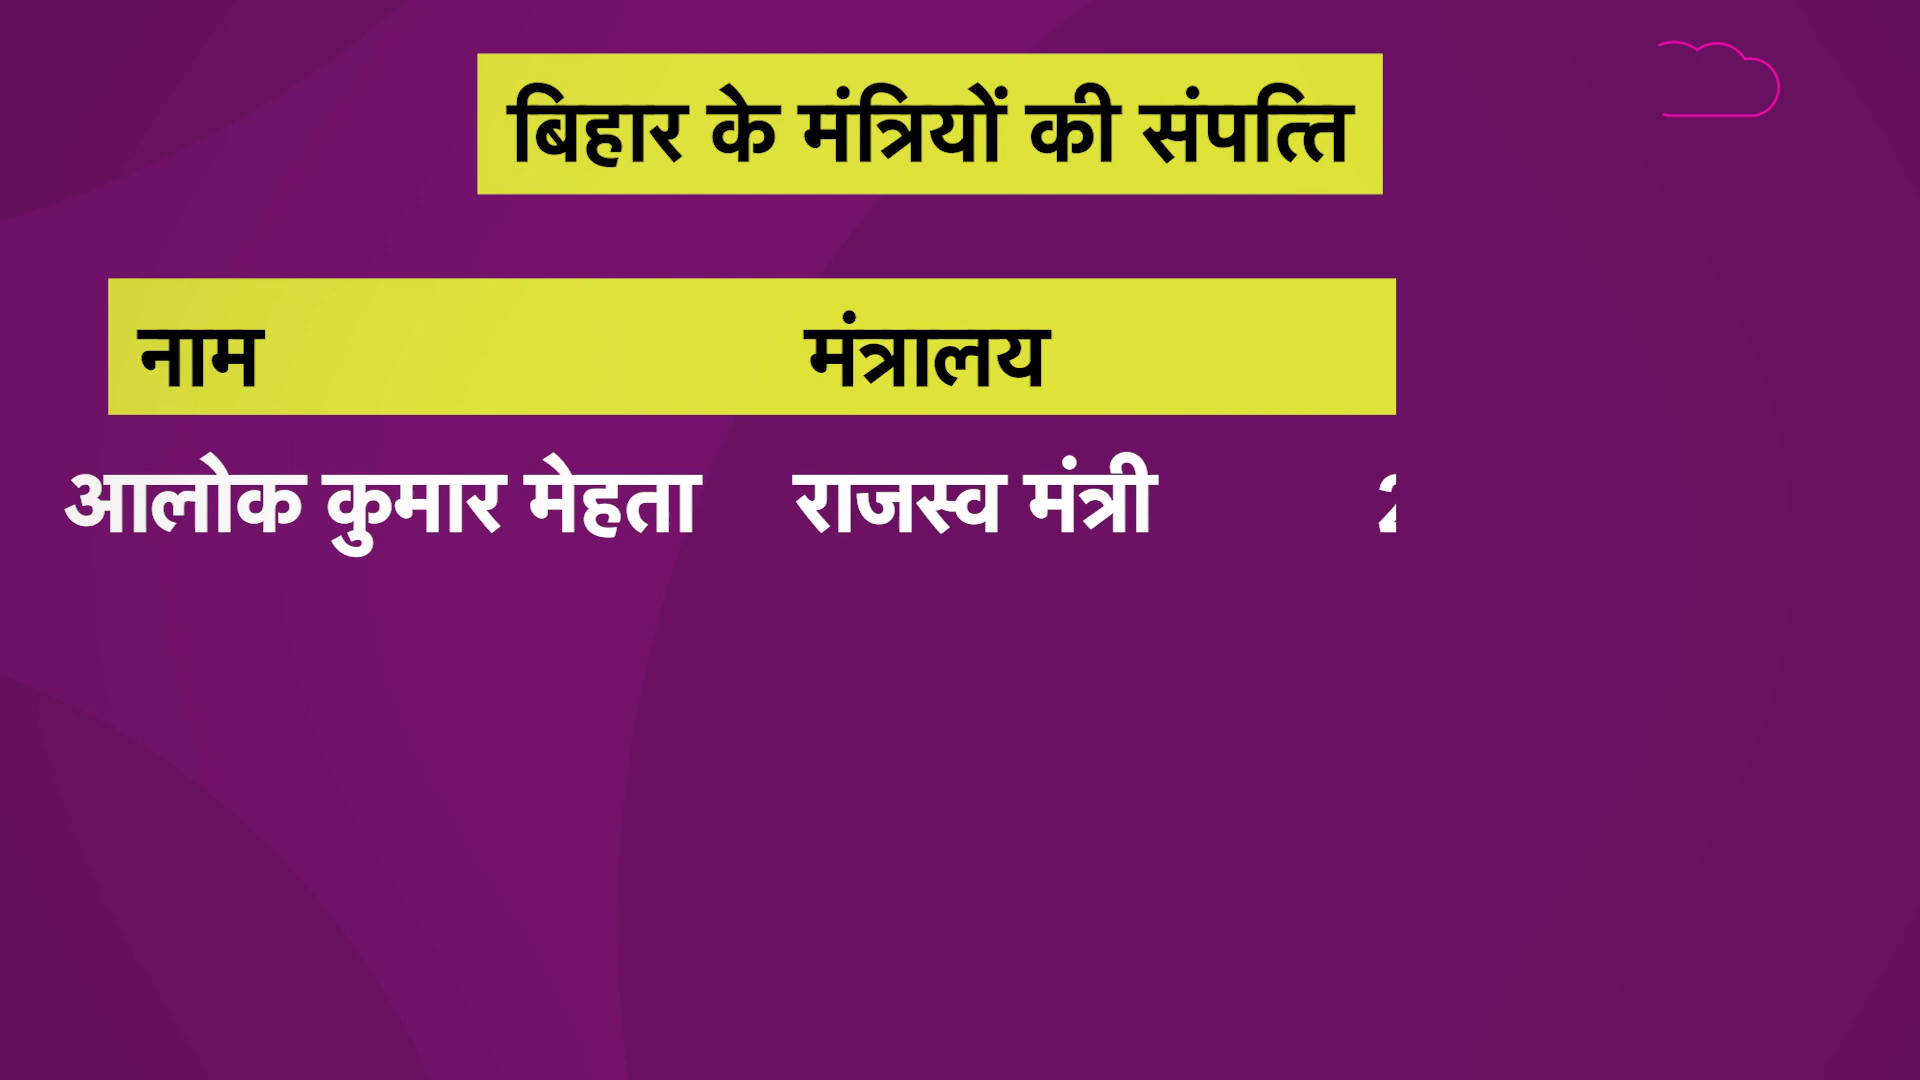 बिहार के मंत्रियों की संपत्ति
नाम मंत्रालय
आलोक कुमार मेहता राजस्व मंत्री